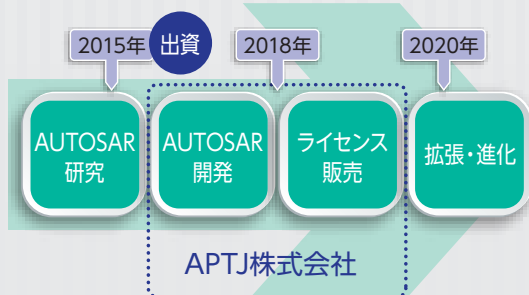 2015年
出資
2018年
2020年
AUTOSAR
研究
AUTOSAR
開発
ライセンス
販売
拡張・進化
APTJ株式会社